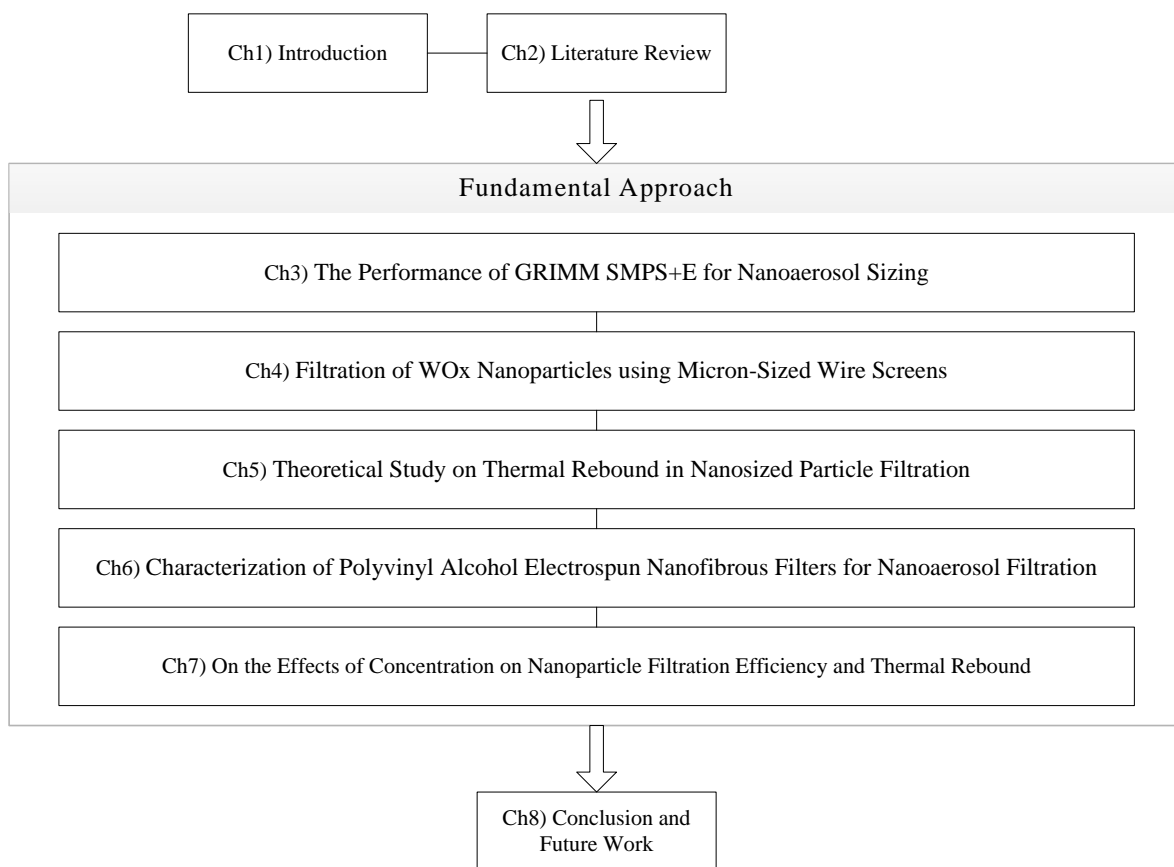 Ch1) Introduction
Ch2) Literature Review
Fundamental Approach
Ch3) The Performance of GRIMM SMPS+E for Nanoaerosol Sizing
Ch4) Filtration of WOx Nanoparticles using Micron-Sized Wire Screens
Ch5) Theoretical Study on Thermal Rebound in Nanosized Particle Filtration
Ch6) Characterization of Polyvinyl Alcohol Electrospun Nanofibrous Filters for Nanoaerosol Filtration
Ch7) On the Effects of Concentration on Nanoparticle Filtration Efficiency and Thermal Rebound
Ch8) Conclusion and
Future Work